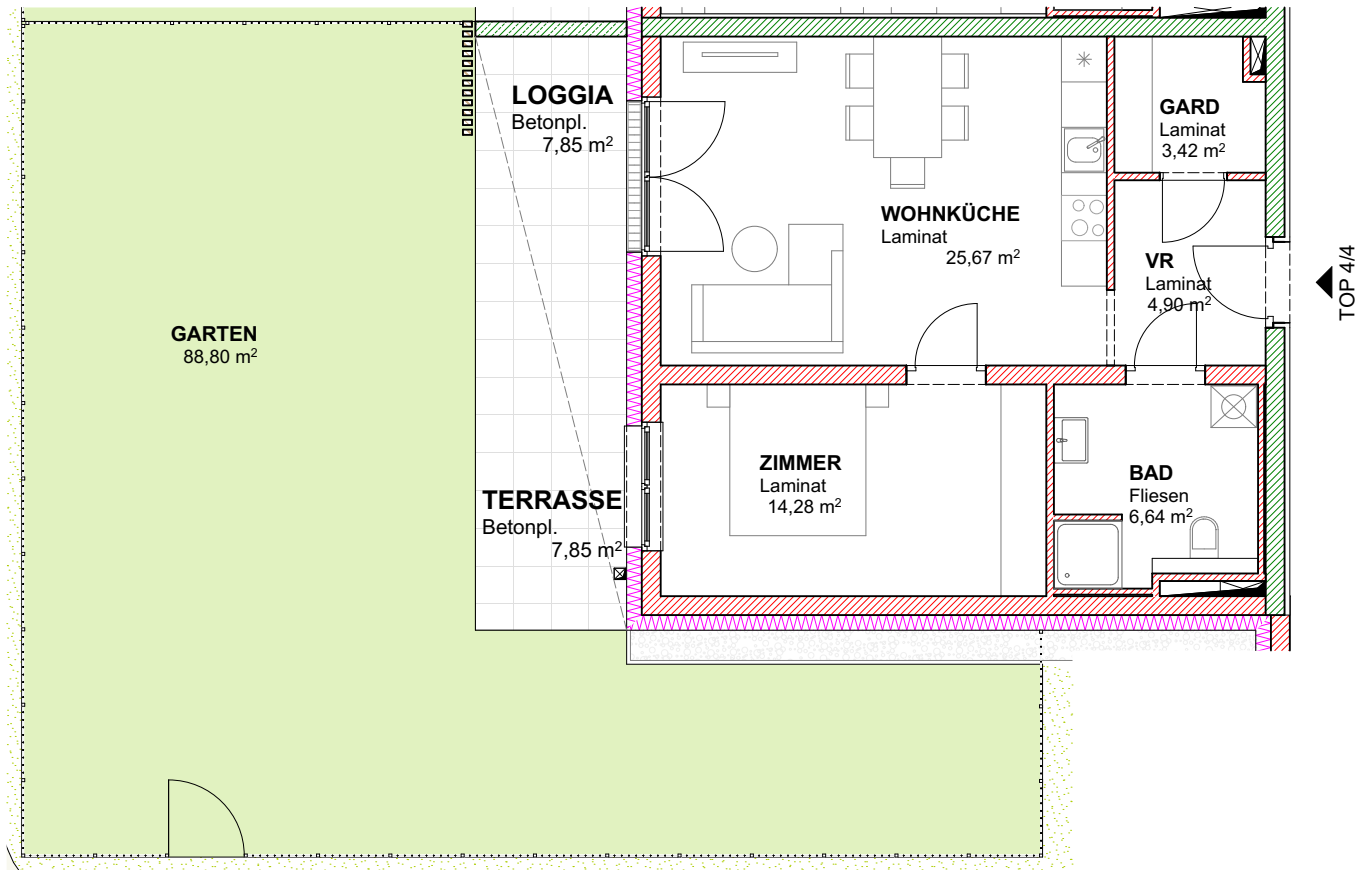 LOGGIA
Betonpl.
7,85 m²
GARD
Laminat
3,42 m²
WOHNKÜCHE
Laminat
25,67 m²
VR
Laminat
4,90 m²
TOP 4/4
GARTEN
88,80 m²
ZIMMER
Laminat
14,28 m²
BAD
Fliesen
6,64 m²
TERRASSE
Betonpl.
7,85 m²